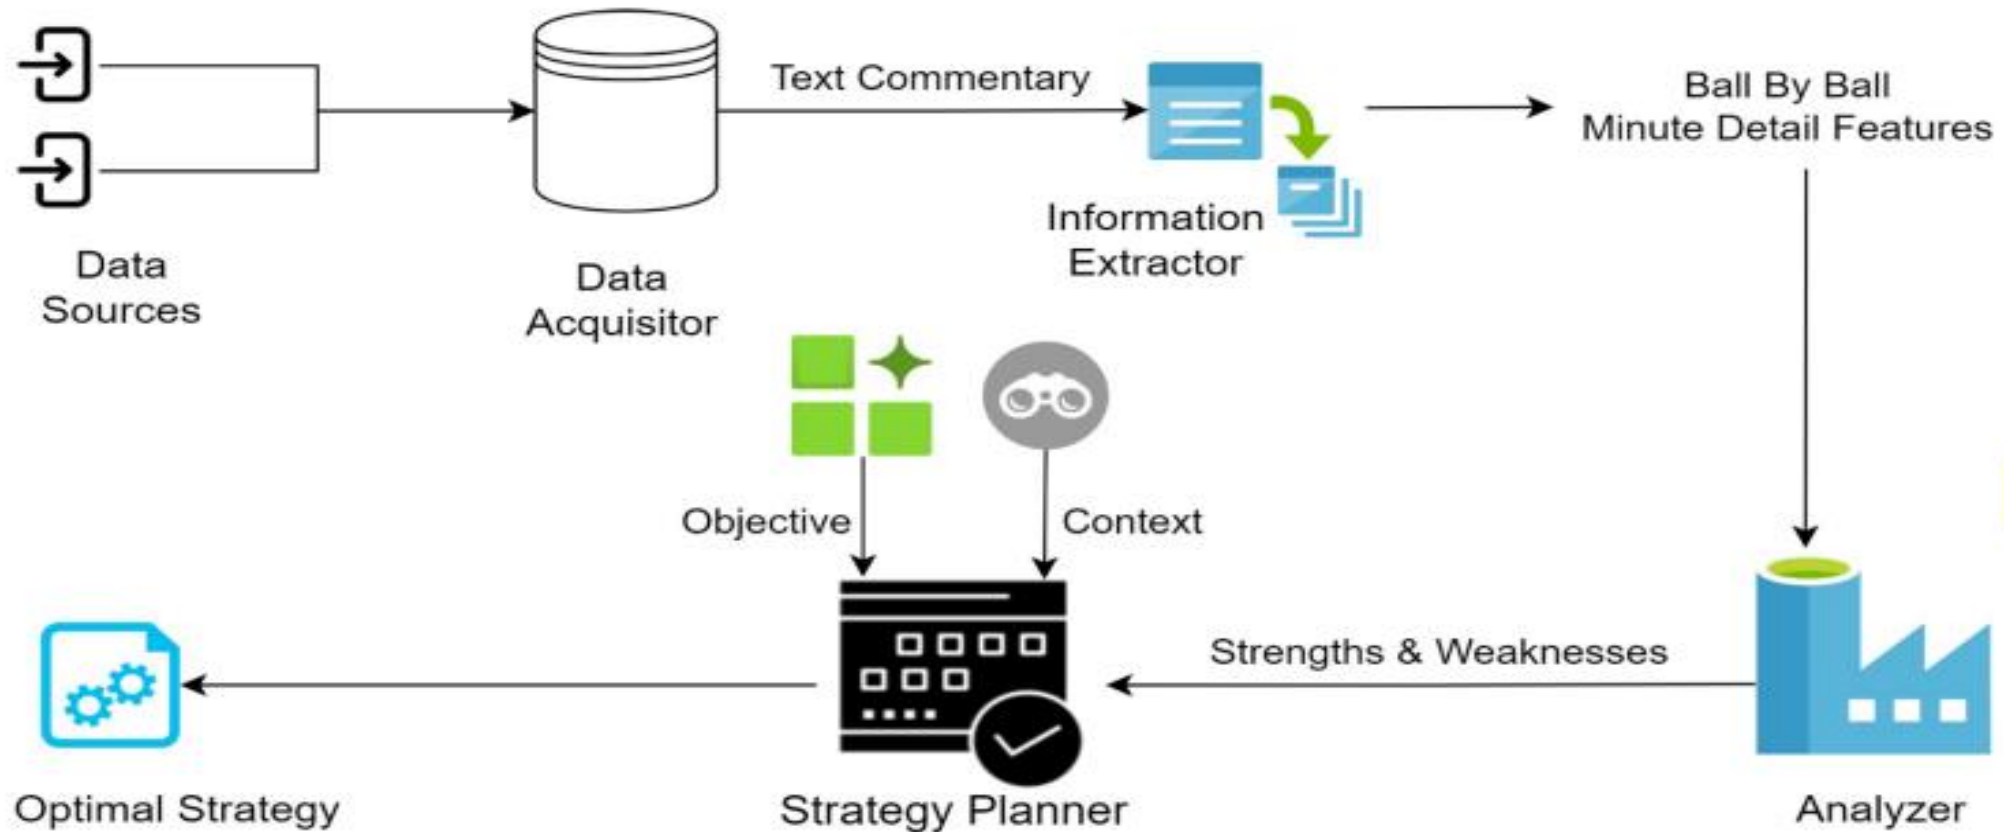 Text Commentary
Ball By Ball
Minute Detail Features
Data
Sources
Data
Acquisitor
Information
Extractor
Objective
Context
Strengths & Weaknesses
Optimal Strategy
Strategy Planner
Analyzer